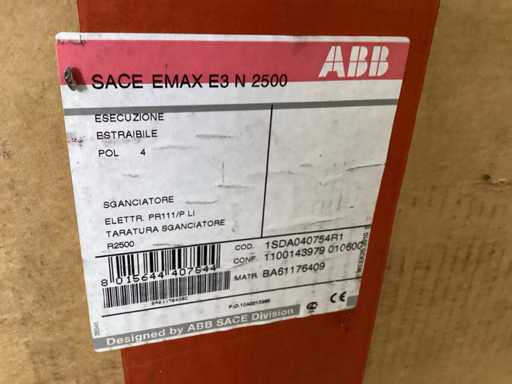 ABB
SACE EMAX E3 N 2500
ESECUZIONE
ESTRAIBILE
POL 4
SGANCIATORE
ELETTR. PR111/P LI
TARATURA SGANCIATORE
R2500
COD. 1SDA040754R1
CONF. 1100143979 010600
MATR. BA61176409
8 015644 407544
CE
Designed by ABB SACE Division